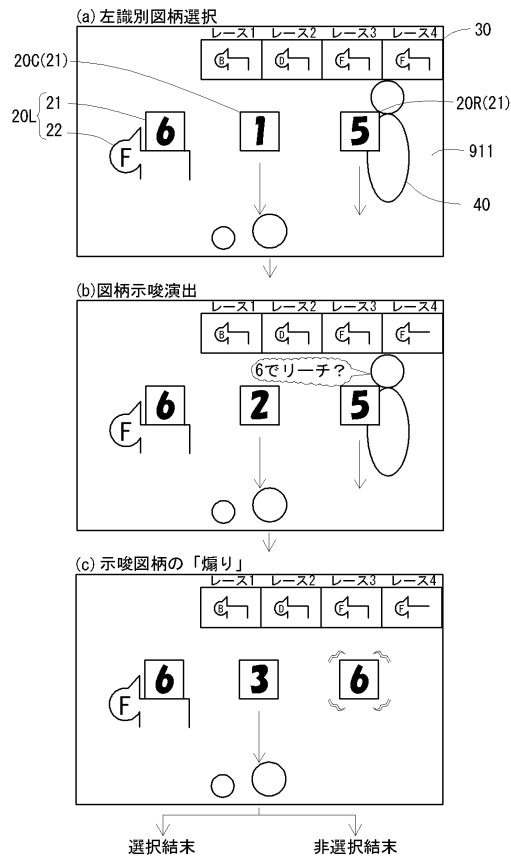 (a) 左識別図柄選択
レース1 レース2 レース3 レース4
30
B D F F
20C(21)
20R(21)
20L
21
22
6 1 5
F
911
40
(b)図柄示唆演出
レース1 レース2 レース3 レース4
B D F F
6でリーチ？
6 2 5
F
(c) 示唆図柄の「煽り」
レース1 レース2 レース3 レース4
B D F F
6 3 6
F
選択結末 非選択結末